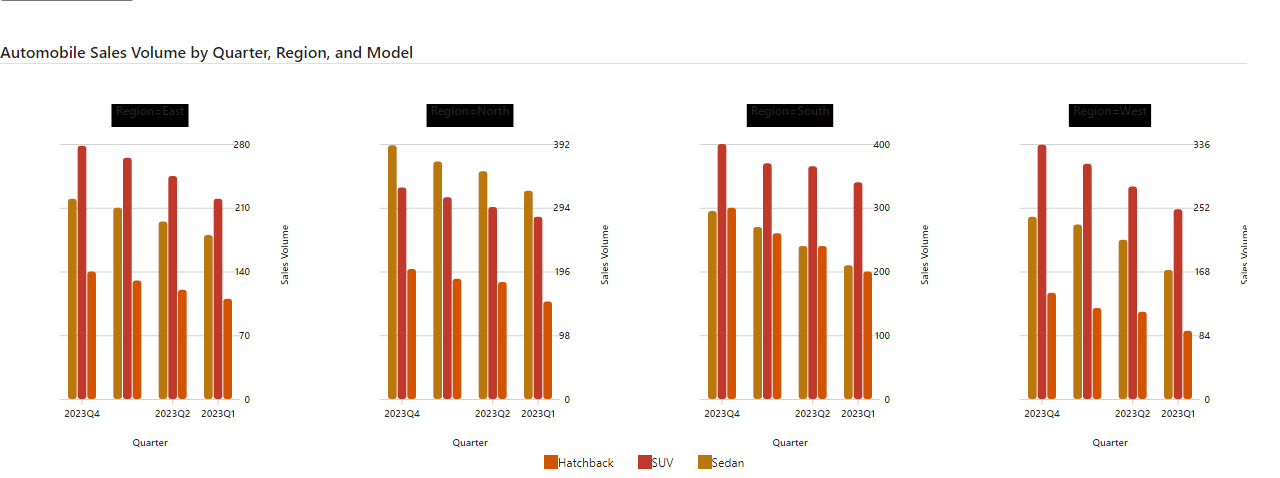 Automobile Sales Volume by Quarter, Region, and Model
Region=East
Region=North
Region=South
Region=West
280
210
140
70
0
Sales Volume
2023Q4
2023Q2
2023Q1
Quarter
392
294
196
98
0
Sales Volume
2023Q4
2023Q2
2023Q1
Quarter
400
300
200
100
0
Sales Volume
2023Q4
2023Q2
2023Q1
Quarter
336
252
168
84
0
Sales Volume
2023Q4
2023Q2
2023Q1
Quarter
Hatchback
SUV
Sedan